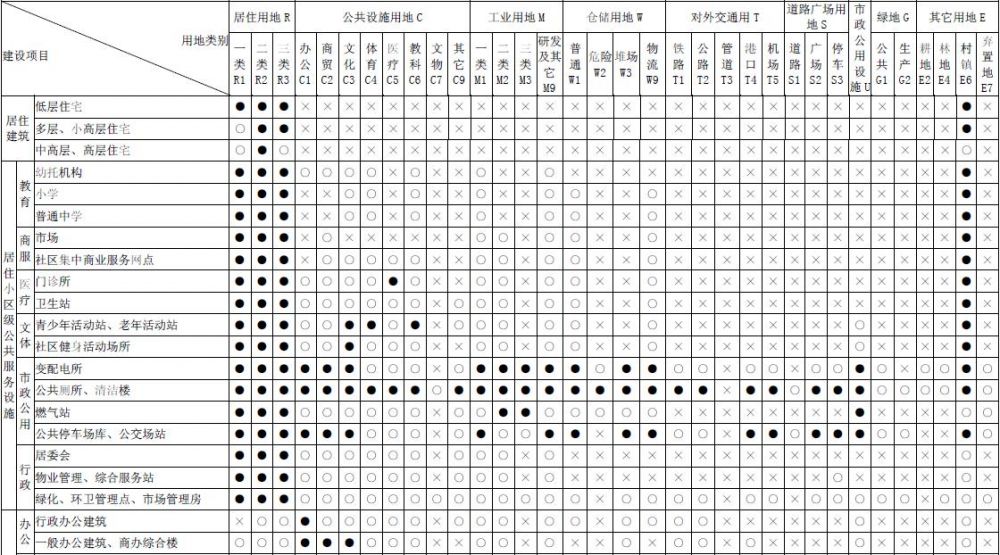 用地类别
建设项目
居住用地 R
公共设施用地 C
工业用地 M
仓储用地 W
对外交通用 T
道路广场用地 S
市政公用设施 U
绿地 G
其它用地 E
一类 R1
二类 R2
三类 R3
办公 C1
商贸 C2
文化 C3
体育 C4
医疗 C5
教科 C6
文物 C7
其它 C9
一类 M1
二类 M2
三类 M3
研发及其它 M9
普通 W1
危险 W2
堆场 W3
物流 W9
铁路 T1
公路 T2
管道 T3
港口 T4
机场 T5
道路 S1
广场 S2
停车 S3
公共 G1
生产 G2
耕地 E2
林地 E4
村镇 E6
弃置地 E7
居住建筑
低层住宅
多层、小高层住宅
中高层、高层住宅
居住小区级公共服务设施
教育
幼托机构
小学
普通中学
商服
市场
社区集中商业服务网点
医疗
门诊所
卫生站
文体
青少年活动站、老年活动站
社区健身活动场所
市政公用
变配电所
公共厕所、清洁楼
燃气站
公共停车场库、公交场站
行政
居委会
物业管理、综合服务站
绿化、环卫管理点、市场管理房
办公
行政办公建筑
一般办公建筑、商办综合楼